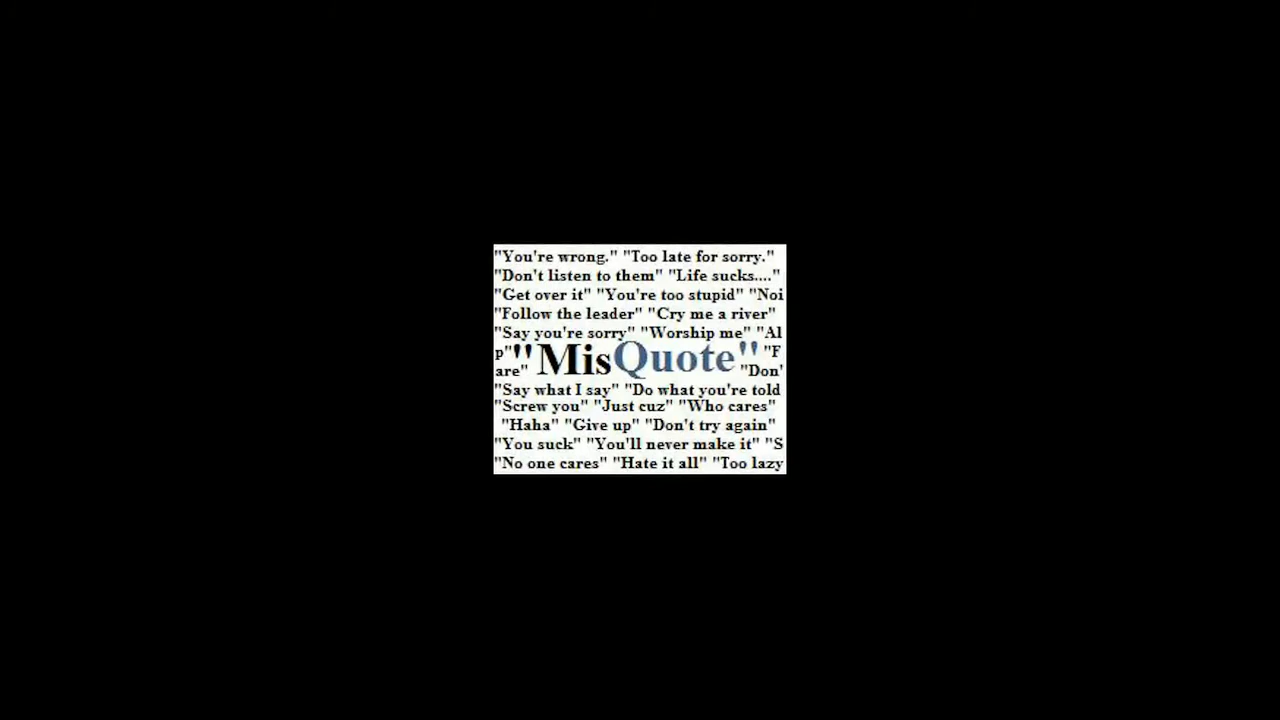 "You're wrong." "Too late for sorry."
"Don't listen to them" "Life sucks...."
"Get over it" "You're too stupid" "Noi
"Follow the leader" "Cry me a river"
"Say you're sorry" "Worship me" "Al
p" "MisQuote" "F
are" "Don'
"Say what I say" "Do what you're told
"Screw you" "Just cuz" "Who cares"
"Haha" "Give up" "Don't try again"
"You suck" "You'll never make it" "S
"No one cares" "Hate it all" "Too lazy